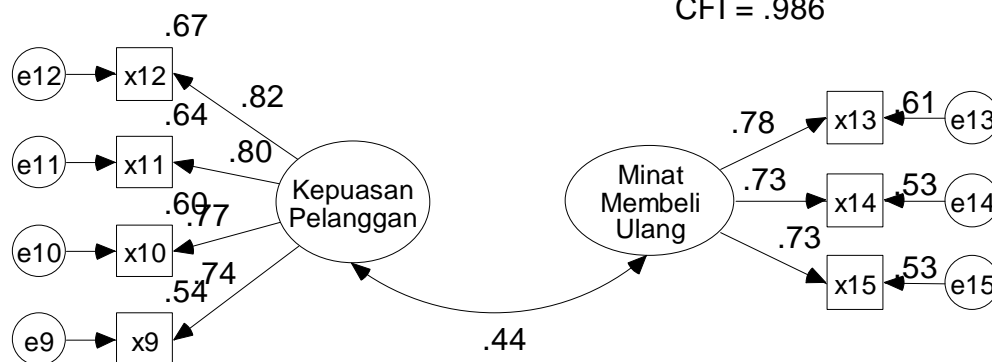 CFI = .986
.67
e12 x12
.82
.64
e11 x11
.80
.60
.77
e10 x10
.54
.74
e9 x9
Kepuasan
Pelanggan
.44
Minat
Membeli
Ulang
.78
x13 .61 e13
.73
x14 .53 e14
.73
x15 .53 e15